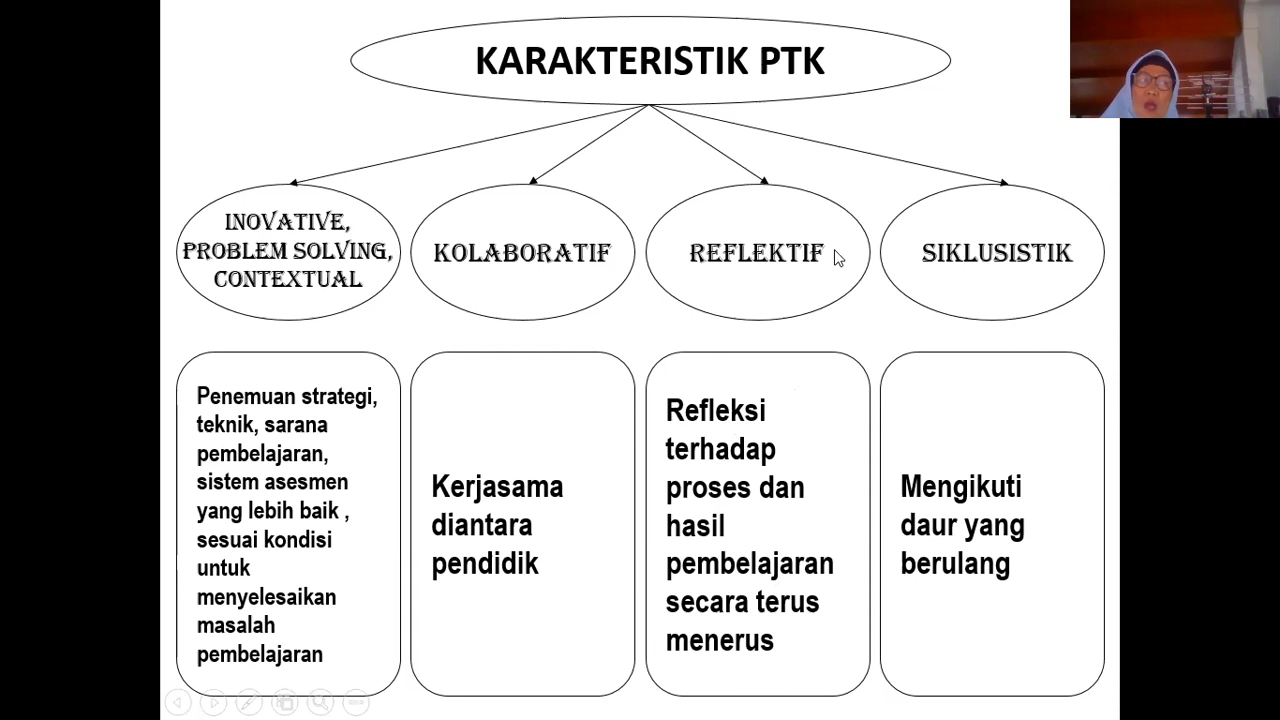 KARAKTERISTIK PTK
INOVATIVE,
PROBLEM SOLVING,
CONTEXTUAL
KOLABORATIF
REFLEKTIF
SIKLUSISTIK
Penemuan strategi,
teknik, sarana
pembelajaran,
sistem asesmen
yang lebih baik ,
sesuai kondisi
untuk
menyelesaikan
masalah
pembelajaran
Kerjasama
diantara
pendidik
Refleksi
terhadap
proses dan
hasil
pembelajaran
secara terus
menerus
Mengikuti
daur yang
berulang